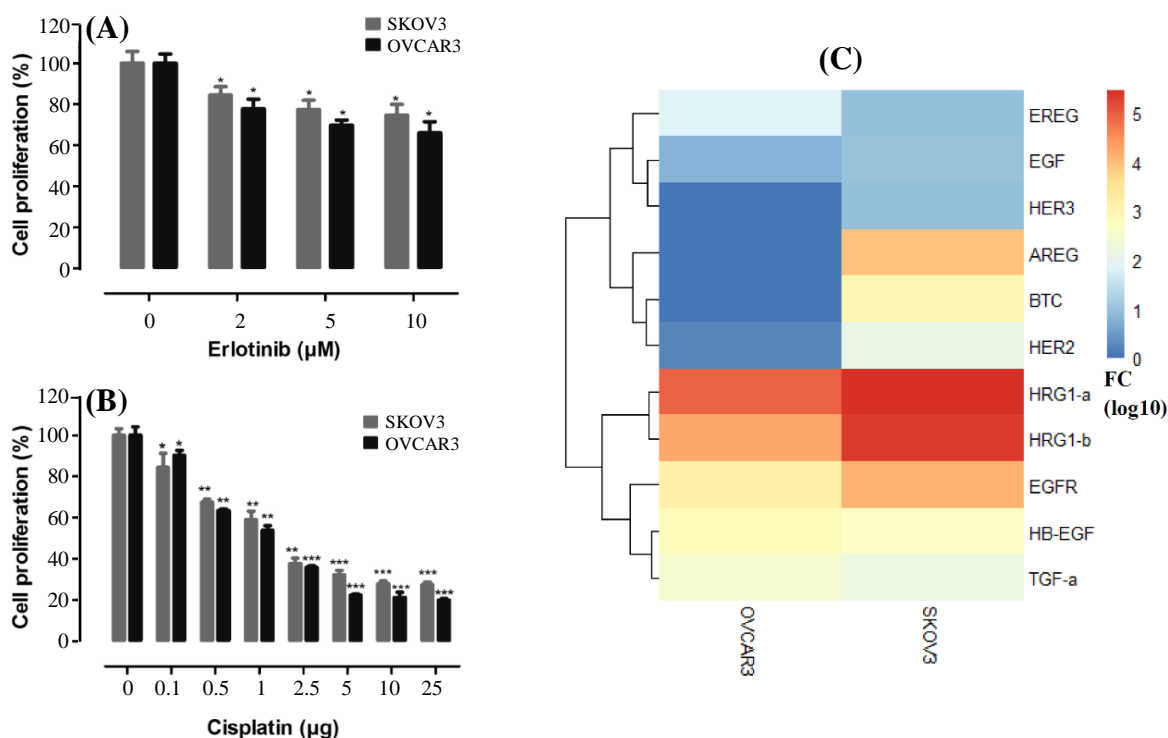 (A)
SKOV3
OVCAR3
Cell proliferation (%)
120
100
80
60
40
20
0
* * * * * *
0 2 5 10
Erlotinib (µM)
(B)
SKOV3
OVCAR3
Cell proliferation (%)
120
100
80
60
40
20
0
* * ** ** ** ** ** *** *** *** *** *** *** ***
0 0.1 0.5 1 2.5 5 10 25
Cisplatin (µg)
(C)
EREG
EGF
HER3
AREG
BTC
HER2
HRG1-a
HRG1-b
EGFR
HB-EGF
TGF-a
OVCAR3
SKOV3
5
4
3
2
1
0
FC
(log10)